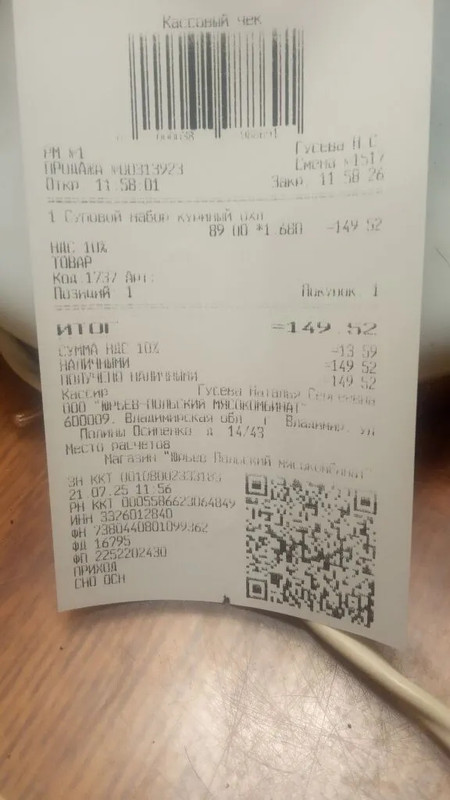 Кассовый чек
РМ №1 Гусева Н С
ПРОДАЖА №00313923 Смена №1517
Откр. 11:58:01 Закр. 11:58:26
1 Суповой набор куриный охл
89.00 *1.680 =149.52
НДС 10%
ТОВАР
Код 1737 Арт:
Позиций: 1 Покупок: 1
ИТОГ =149.52
СУММА НДС 10% =13.59
НАЛИЧНЫМИ =149.52
ПОЛУЧЕНО НАЛИЧНЫМИ =149.52
Кассир Гусева Наталья Сергеевна
ООО "ЮРЬЕВ-ПОЛЬСКИЙ МЯСОКОМБИНАТ"
600009, Владимирская обл, г Владимир, ул
Полины Осипенко, д. 14/43
Место расчетов
Магазин "Юрьев Польский мясокомбинат"
ЗН ККТ
21.07.25 11:56
РН ККТ 0005586623064849
ИНН 3326012840
ФН 7380440801099362
ФД 16795
ФП 2252202430
ПРИХОД
СНО ОСН